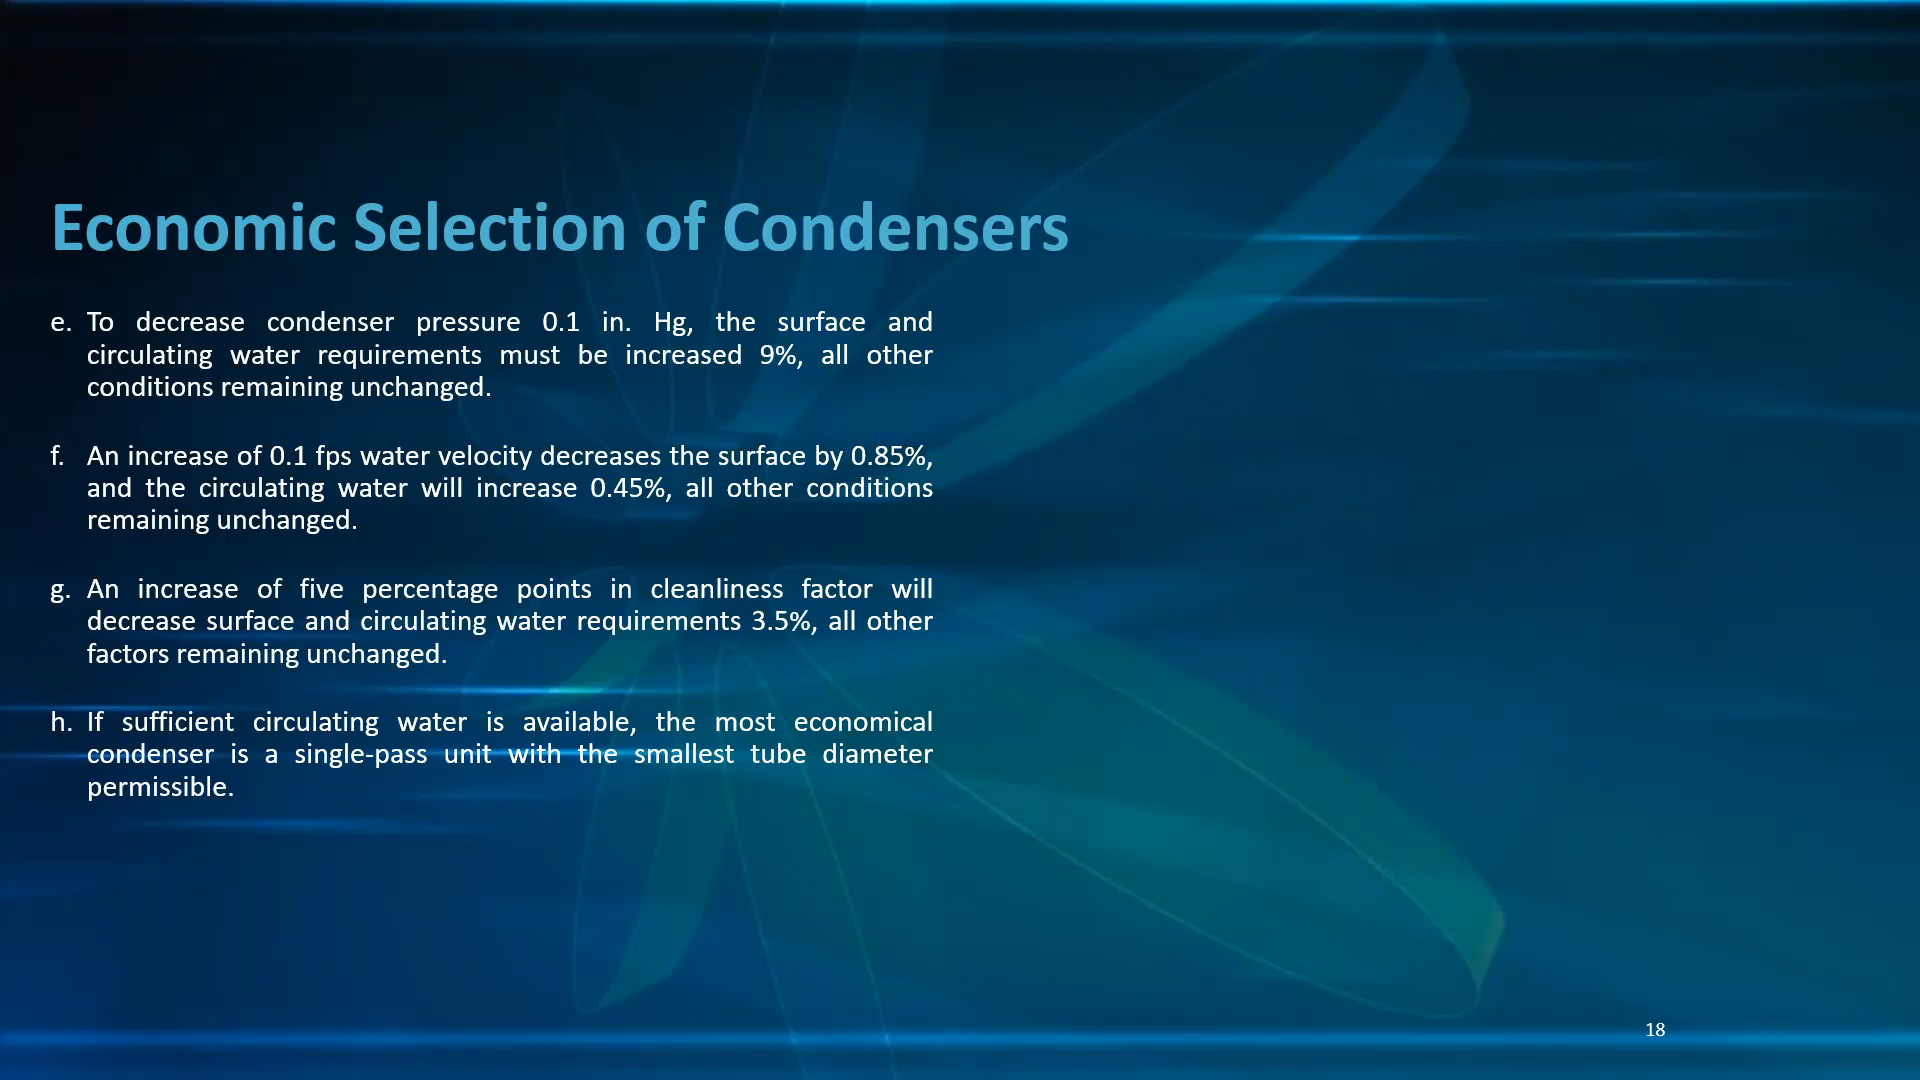 Economic Selection of Condensers
e. To decrease condenser pressure 0.1 in. Hg, the surface and
circulating water requirements must be increased 9%, all other
conditions remaining unchanged.
f. An increase of 0.1 fps water velocity decreases the surface by 0.85%,
and the circulating water will increase 0.45%, all other conditions
remaining unchanged.
g. An increase of five percentage points in cleanliness factor will
decrease surface and circulating water requirements 3.5%, all other
factors remaining unchanged.
h. If sufficient circulating water is available, the most economical
condenser is a single-pass unit with the smallest tube diameter
permissible.
18